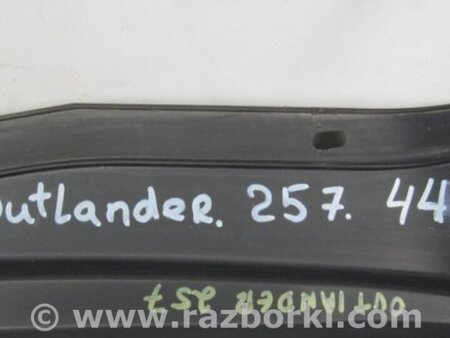 Outlander. 257. 44
OUTLANDER 257
© www.razborki.com